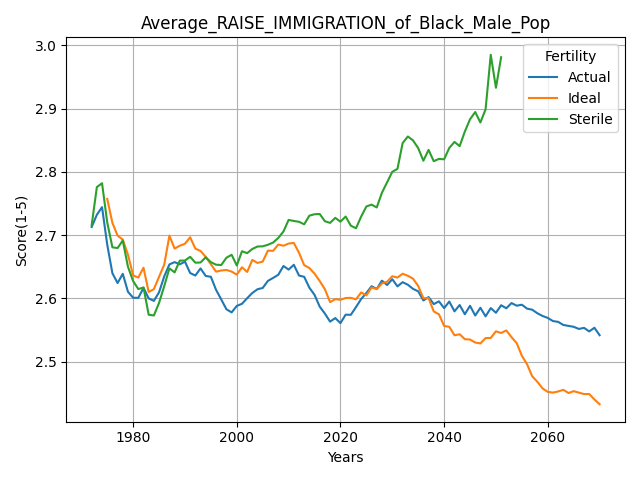 Average_RAISE_IMMIGRATION_of_Black_Male_Pop
3.0
2.9
2.8
2.7
2.6
2.5
Score(1-5)
1980
2000
2020
2040
2060
Years
Fertility
Actual
Ideal
Sterile